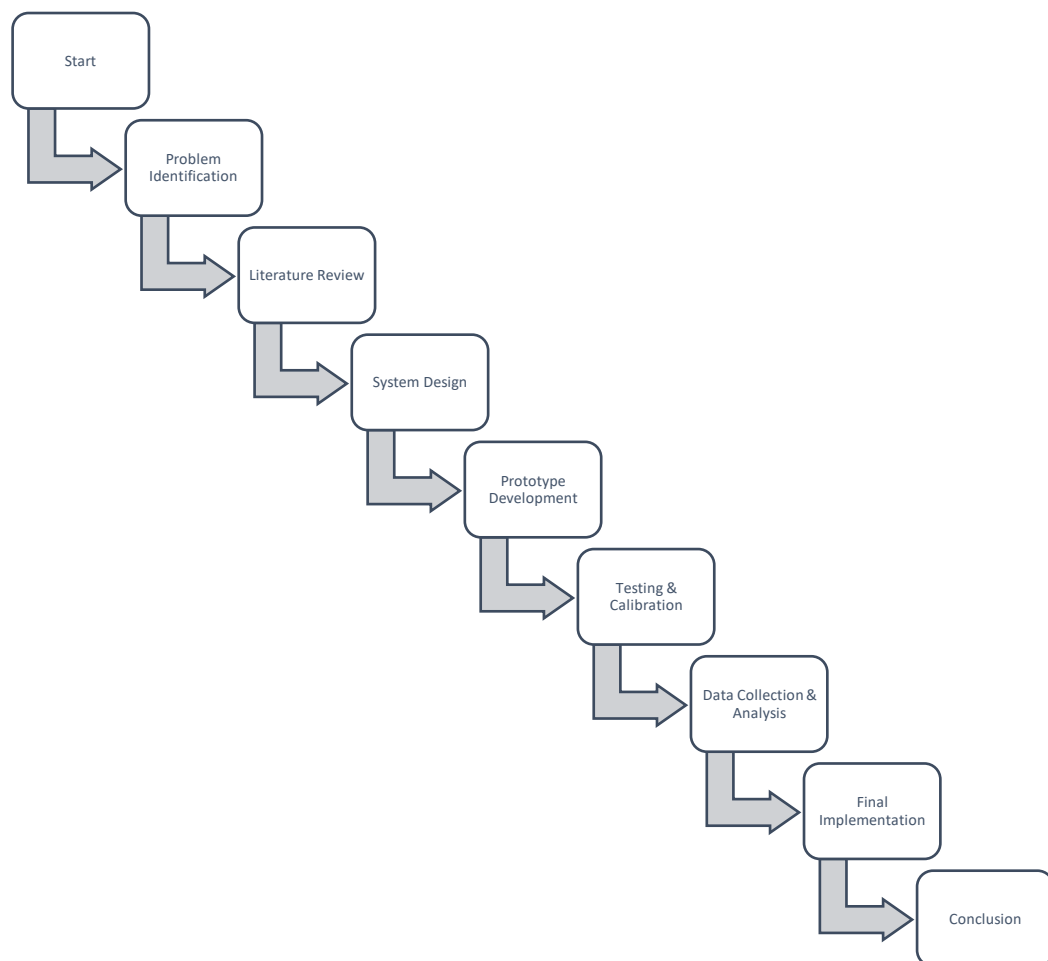 Start
Problem
Identification
Literature Review
System Design
Prototype
Development
Testing &
Calibration
Data Collection &
Analysis
Final
Implementation
Conclusion